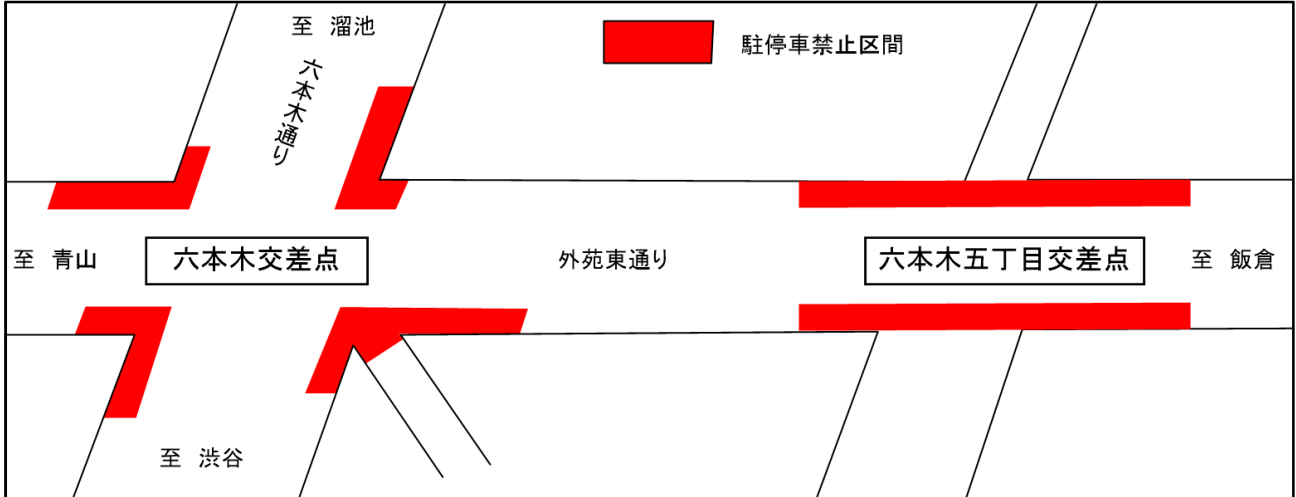 至 溜池
六本木通り
駐停車禁止区間
至 青山
六本木交差点
外苑東通り
六本木五丁目交差点
至 飯倉
至 渋谷